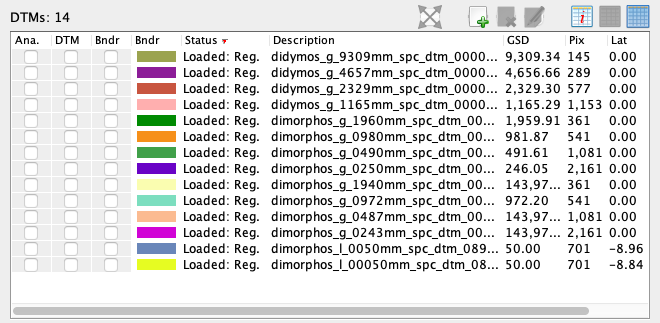 DTMs: 14
Ana. DTM Bndr Bndr Status Description GSD Pix Lat
Loaded: Reg. didymos_g_9309mm_spc_dtm_0000... 9,309.34 145 0.00
Loaded: Reg. didymos_g_4657mm_spc_dtm_0000... 4,656.66 289 0.00
Loaded: Reg. didymos_g_2329mm_spc_dtm_0000... 2,329.30 577 0.00
Loaded: Reg. didymos_g_1165mm_spc_dtm_0000... 1,165.29 1,153 0.00
Loaded: Reg. dimorphos_g_1960mm_spc_dtm_00... 1,959.91 361 0.00
Loaded: Reg. dimorphos_g_0980mm_spc_dtm_00... 981.87 541 0.00
Loaded: Reg. dimorphos_g_0490mm_spc_dtm_00... 491.61 1,081 0.00
Loaded: Reg. dimorphos_g_0250mm_spc_dtm_00... 246.05 2,161 0.00
Loaded: Reg. dimorphos_g_1940mm_spc_dtm_00... 143,97... 361 0.00
Loaded: Reg. dimorphos_g_0972mm_spc_dtm_00... 972.20 541 0.00
Loaded: Reg. dimorphos_g_0487mm_spc_dtm_00... 143,97... 1,081 0.00
Loaded: Reg. dimorphos_g_0243mm_spc_dtm_00... 143,97... 2,161 0.00
Loaded: Reg. dimorphos_l_0050mm_spc_dtm_089... 50.00 701 -8.96
Loaded: Reg. dimorphos_l_00050mm_spc_dtm_08... 50.00 701 -8.84